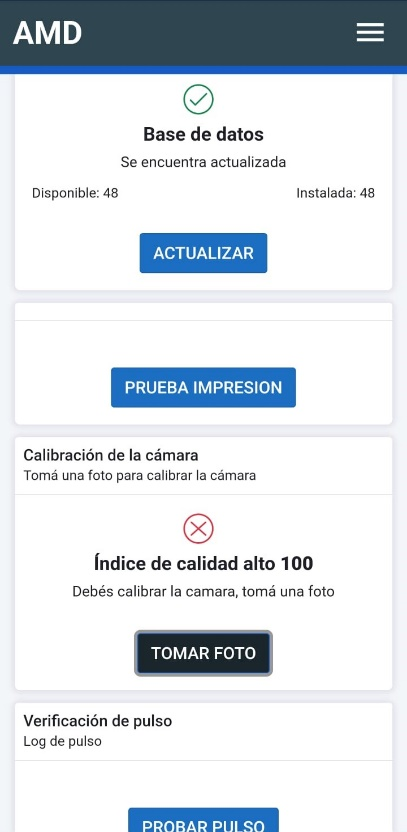 AMD
Base de datos
Se encuentra actualizada
Disponible: 48
Instalada: 48
ACTUALIZAR
PRUEBA IMPRESION
Calibración de la cámara
Tomá una foto para calibrar la cámara
Índice de calidad alto 100
Debés calibrar la camara, tomá una foto
TOMAR FOTO
Verificación de pulso
Log de pulso
PROBAR PULSO